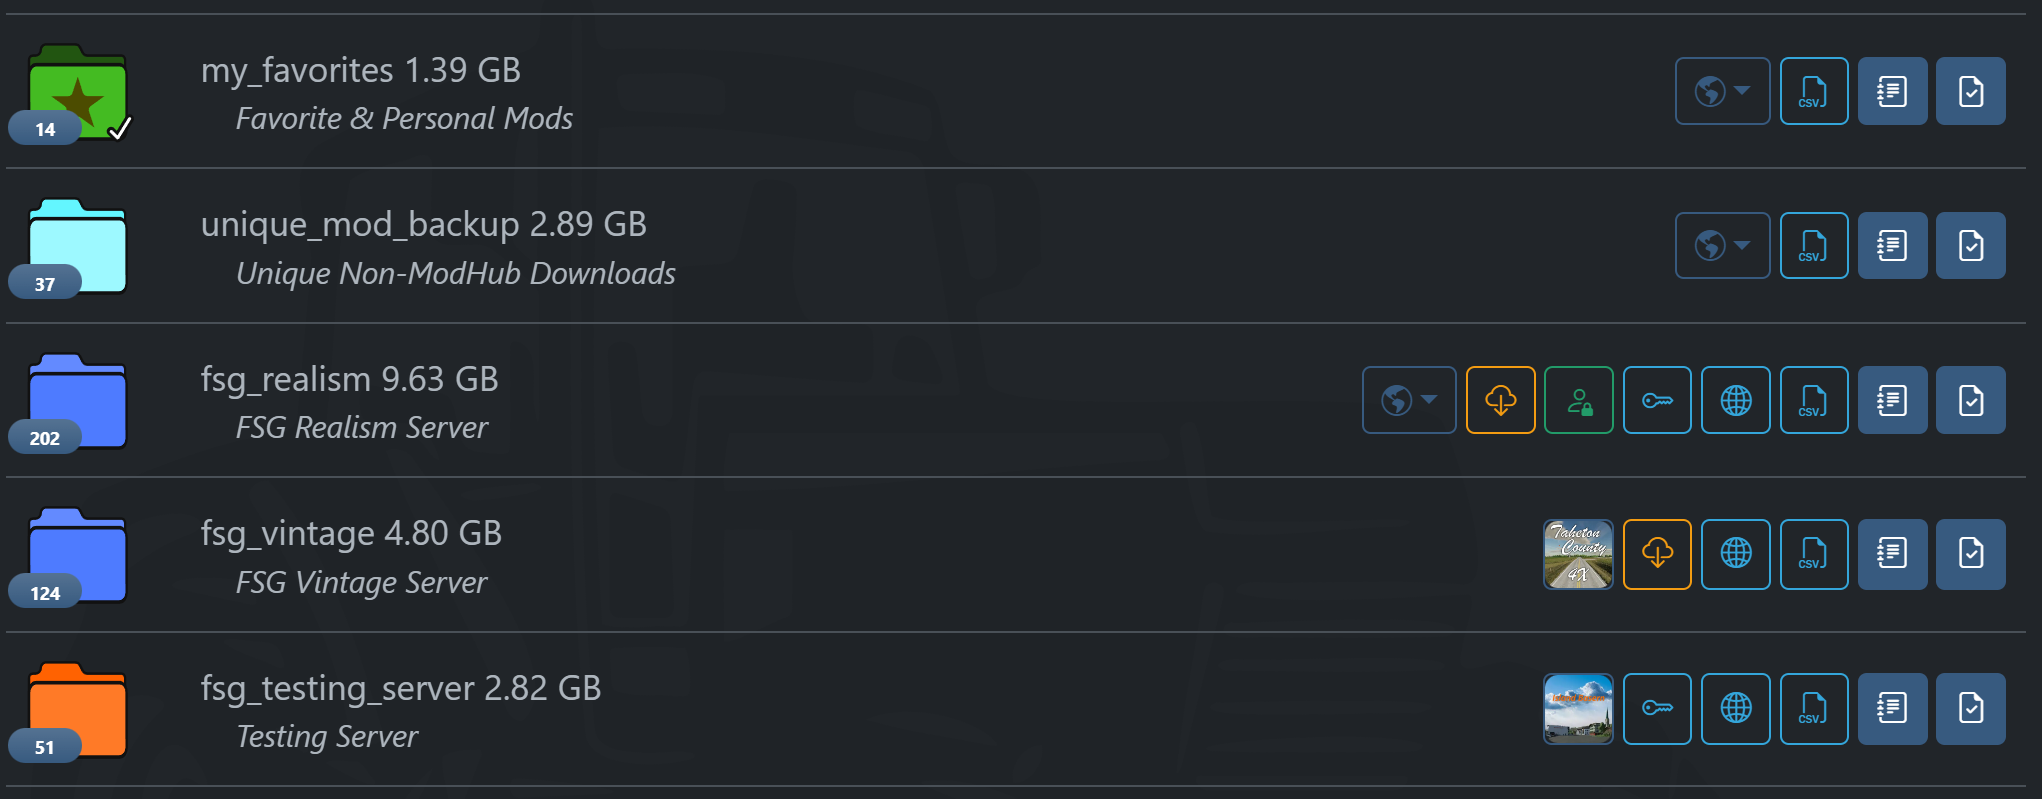 my_favorites 1.39 GB
Favorite & Personal Mods
14
CSV
unique_mod_backup 2.89 GB
Unique Non-ModHub Downloads
37
CSV
fsg_realism 9.63 GB
FSG Realism Server
202
CSV
fsg_vintage 4.80 GB
FSG Vintage Server
124
Taheton
County
4X
CSV
fsg_testing_server 2.82 GB
Testing Server
51
CSV